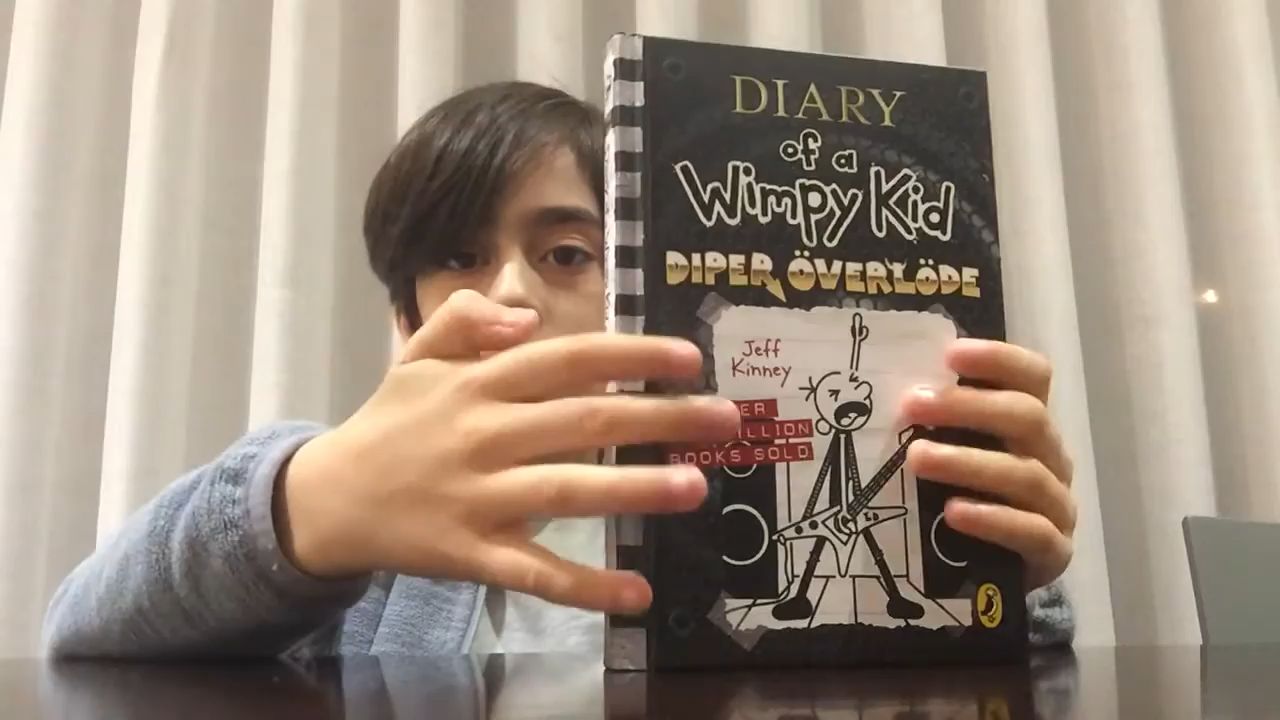 DIARY
of a
Wimpy Kid
DIPER ÖVERLÖDE
Jeff
Kinney
BOOKS SOLD